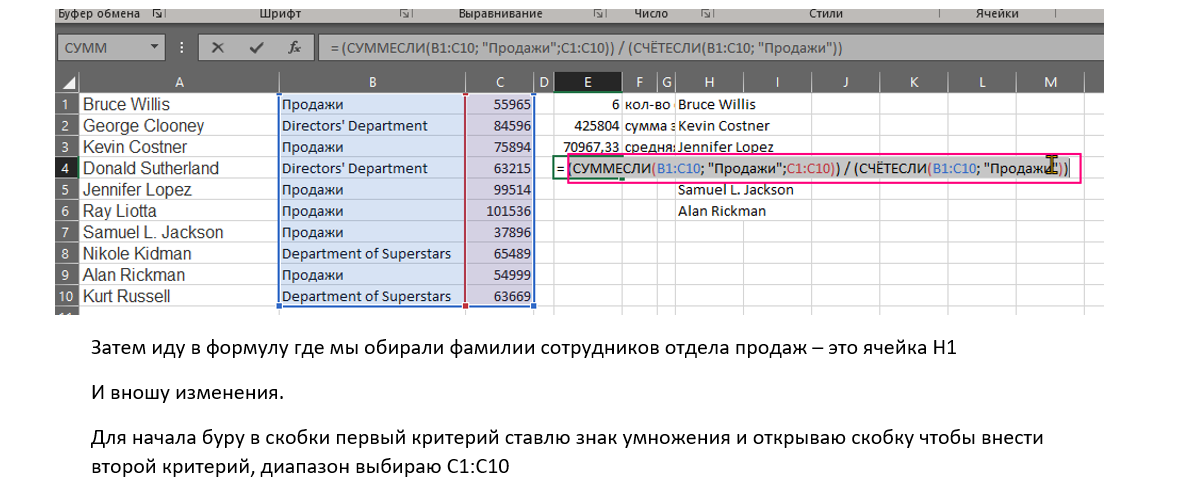 Буфер обмена Шрифт Выравнивание Число Стили Ячейки
СУММ =(СУММЕСЛИ(B1:C10; "Продажи";C1:C10)) / (СЧЁТЕСЛИ(B1:C10; "Продажи"))
A B C D E F G H I J K L M
1 Bruce Willis Продажи 55965 6 кол-во Bruce Willis
2 George Clooney Directors' Department 84596 425804 сумма з Kevin Costner
3 Kevin Costner Продажи 75894 70967,33 средняя Jennifer Lopez
4 Donald Sutherland Directors' Department 63215 = (СУММЕСЛИ(B1:C10; "Продажи";C1:C10)) / (СЧЁТЕСЛИ(B1:C10; "Продажи"))
5 Jennifer Lopez Продажи 99514 Samuel L. Jackson
6 Ray Liotta Продажи 101536 Alan Rickman
7 Samuel L. Jackson Продажи 37896
8 Nikole Kidman Department of Superstars 65489
9 Alan Rickman Продажи 54999
10 Kurt Russell Department of Superstars 63669
Затем иду в формулу где мы обирали фамилии сотрудников отдела продаж – это ячейка H1
И вношу изменения.
Для начала буру в скобки первый критерий ставлю знак умножения и открываю скобку чтобы внести
второй критерий, диапазон выбираю C1:C10